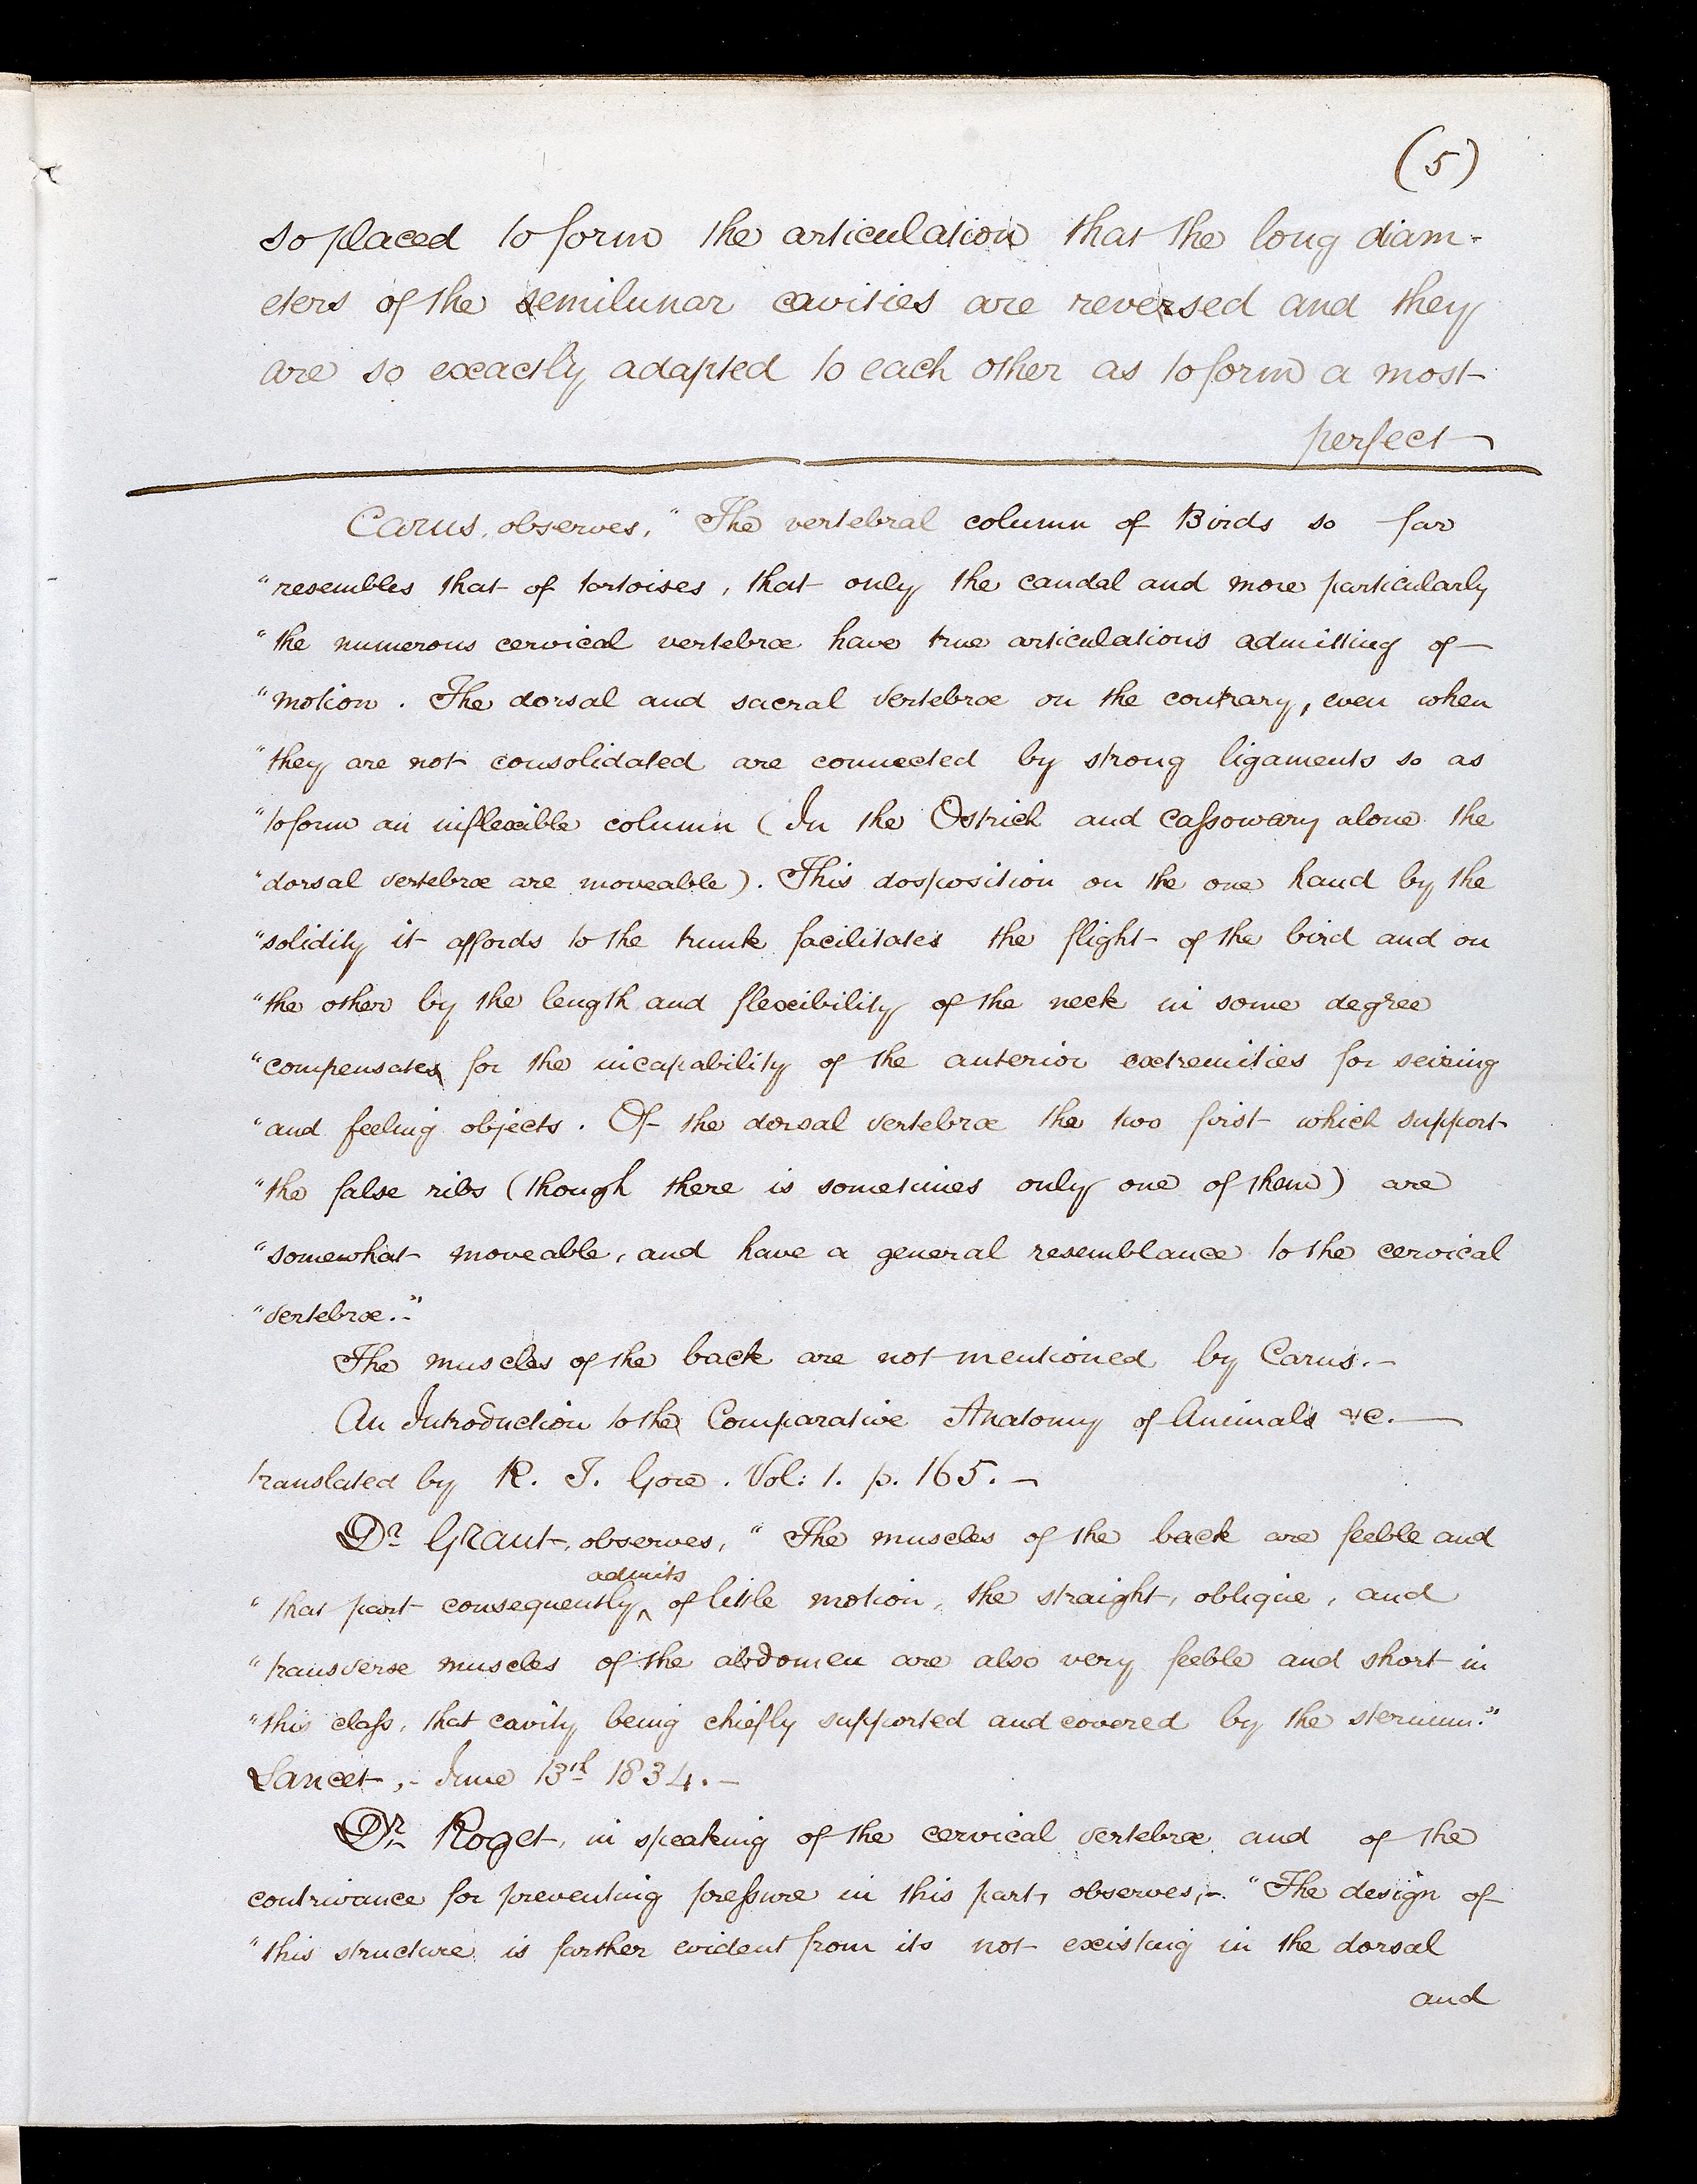 (5)
so placed to form the articulation that the long diam-
eters of the semilunar cavities are reversed and they
are so exactly adapted to each other as to form a most
perfect
Carus, observes, "The vertebral column of Birds so far
"resembles that of tortoises, that only the caudal and more particularly
"the numerous cervical vertebræ have true articulations admitting of
"motion. The dorsal and sacral vertebræ on the contrary, even when
"they are not consolidated are connected by strong ligaments so as
"to form an inflexible column (In the Ostrich and Cassowary alone the
"dorsal vertebræ are moveable). This dosposition on the one hand by the
"solidity it affords to the trunk facilitates the flight of the bird and on
"the other by the length and flexibility of the neck in some degree
"compensates for the incapability of the anterior extremities for seizing
"and feeling objects. Of the dorsal vertebræ the two first which support
"the false ribs (though there is sometimes only one of them) are
"somewhat moveable, and have a general resemblance to the cervical
"vertebræ."
The muscles of the back are not mentioned by Carus.-
An Introduction to the Comparative Anatomy of Animals &c.
translated by R. T. Gore. Vol: 1. p. 165.-
Dr Grant, observes, "The muscles of the back are feeble and
"that part consequently admits of little motion, the straight, oblique, and
"transverse muscles of the abdomen are also very feeble and short in
"this class, that cavity being chiefly supported and covered by the sternum."
Lancet,- June 13th 1834.-
Dr Roget, in speaking of the cervical vertebræ and of the
contrivance for preventing pressure in this part, observes,- "The design of
"this structure is farther evident from its not existing in the dorsal
and